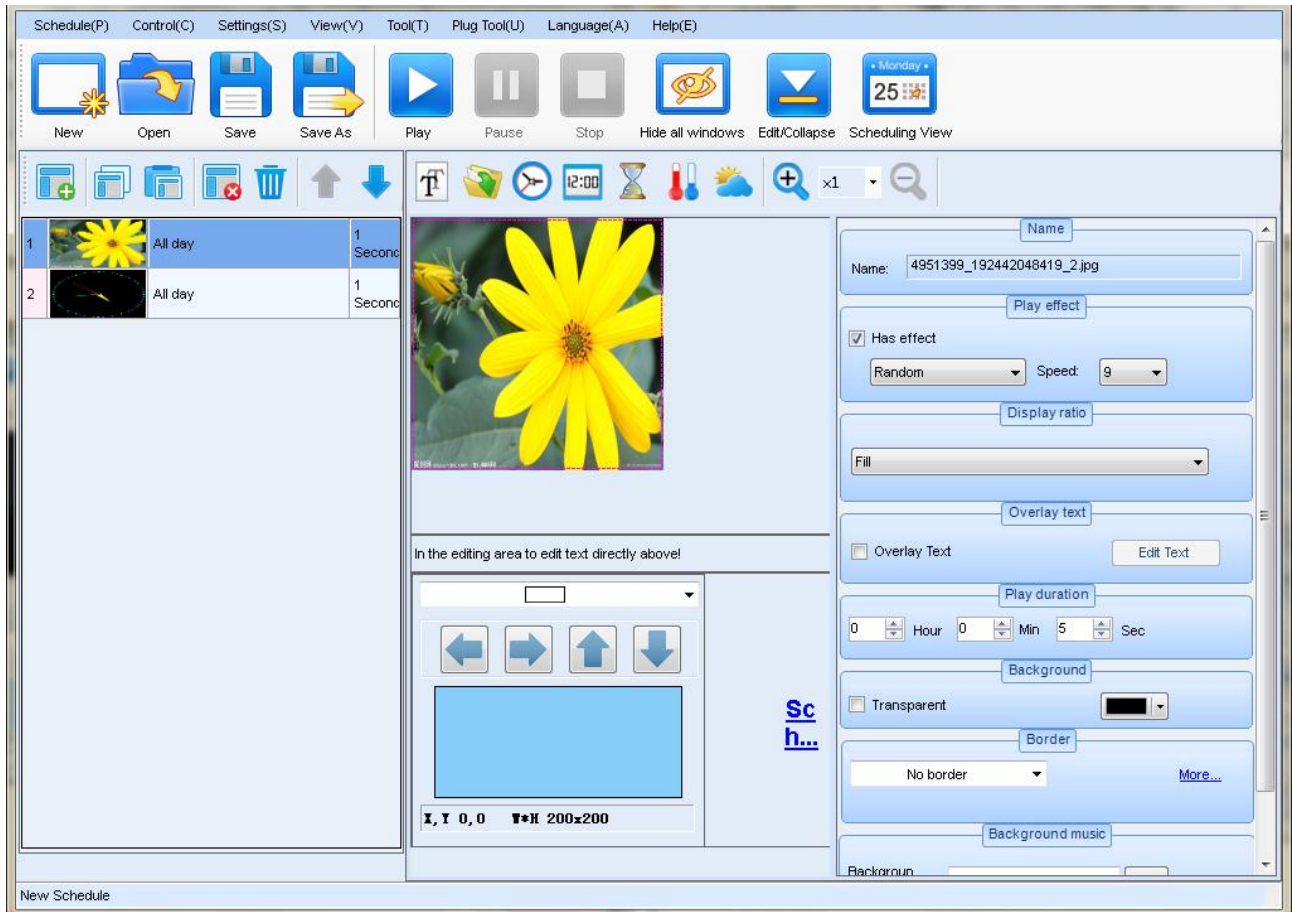 Schedule(P) Control(C) Settings(S) View(V) Tool(T) Plug Tool(U) Language(A) Help(E)
• Monday •
25
New Open Save Save As Play Pause Stop Hide all windows Edit/Collapse Scheduling View
T 12:00 x1
1 All day 1 Second
2 All day 1 Second
In the editing area to edit text directly above!
X,Y 0,0 W*H 200x200
Sc
h...
Name
Name: 4951399_192442048419_2.jpg
Play effect
Has effect
Random Speed: 9
Display ratio
Fill
Overlay text
Overlay Text Edit Text
Play duration
0 Hour 0 Min 5 Sec
Background
Transparent
Border
No border More...
Background music
Backgroun
New Schedule